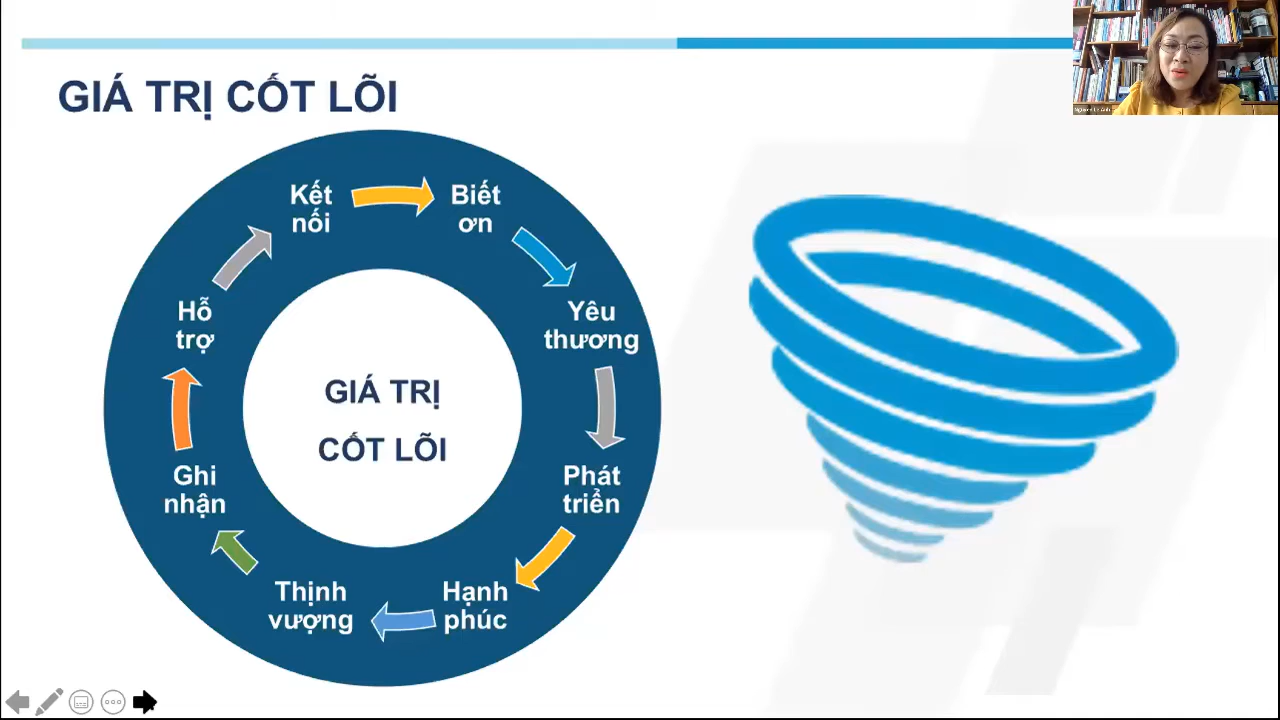 GIÁ TRỊ CỐT LÕI
Kết
nối
Biết
ơn
Yêu
thương
Phát
triển
Hạnh
phúc
Thịnh
vượng
Ghi
nhận
Hỗ
trợ
GIÁ TRỊ
CỐT LÕI